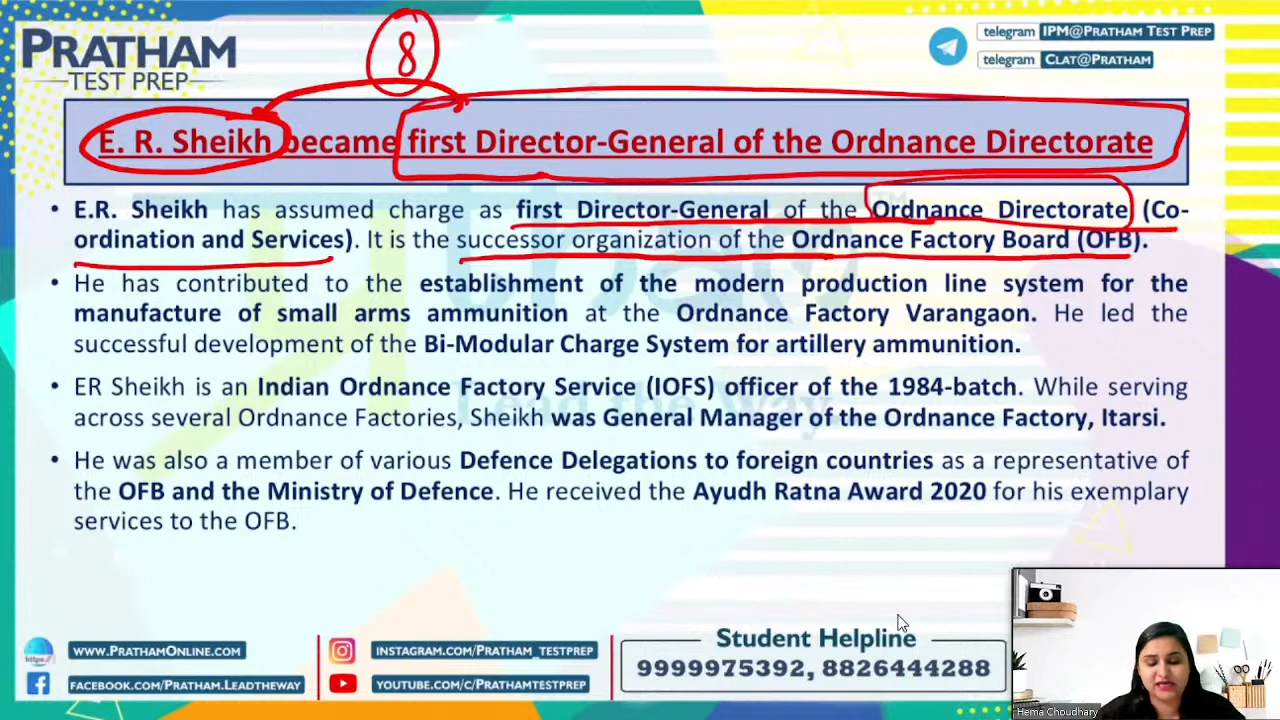 PRATHAM
TEST PREP
8
telegram IPM@PRATHAM TEST PREP
telegram CLAT@PRATHAM
E. R. Sheikh became first Director-General of the Ordnance Directorate
• E.R. Sheikh has assumed charge as first Director-General of the Ordnance Directorate (Co-
ordination and Services). It is the successor organization of the Ordnance Factory Board (OFB).
• He has contributed to the establishment of the modern production line system for the
manufacture of small arms ammunition at the Ordnance Factory Varangaon. He led the
successful development of the Bi-Modular Charge System for artillery ammunition.
• ER Sheikh is an Indian Ordnance Factory Service (IOFS) officer of the 1984-batch. While serving
across several Ordnance Factories, Sheikh was General Manager of the Ordnance Factory, Itarsi.
• He was also a member of various Defence Delegations to foreign countries as a representative of
the OFB and the Ministry of Defence. He received the Ayudh Ratna Award 2020 for his exemplary
services to the OFB.
Lead the Way
https://
WWW.PRATHAMONLINE.COM
FACEBOOK.COM/PRATHAM.LEADTHEWAY
INSTAGRAM.COM/PRATHAM_TESTPREP
YOUTUBE.COM/C/PRATHAMTESTPREP
Student Helpline
9999975392, 8826444288
Hema Choudhary